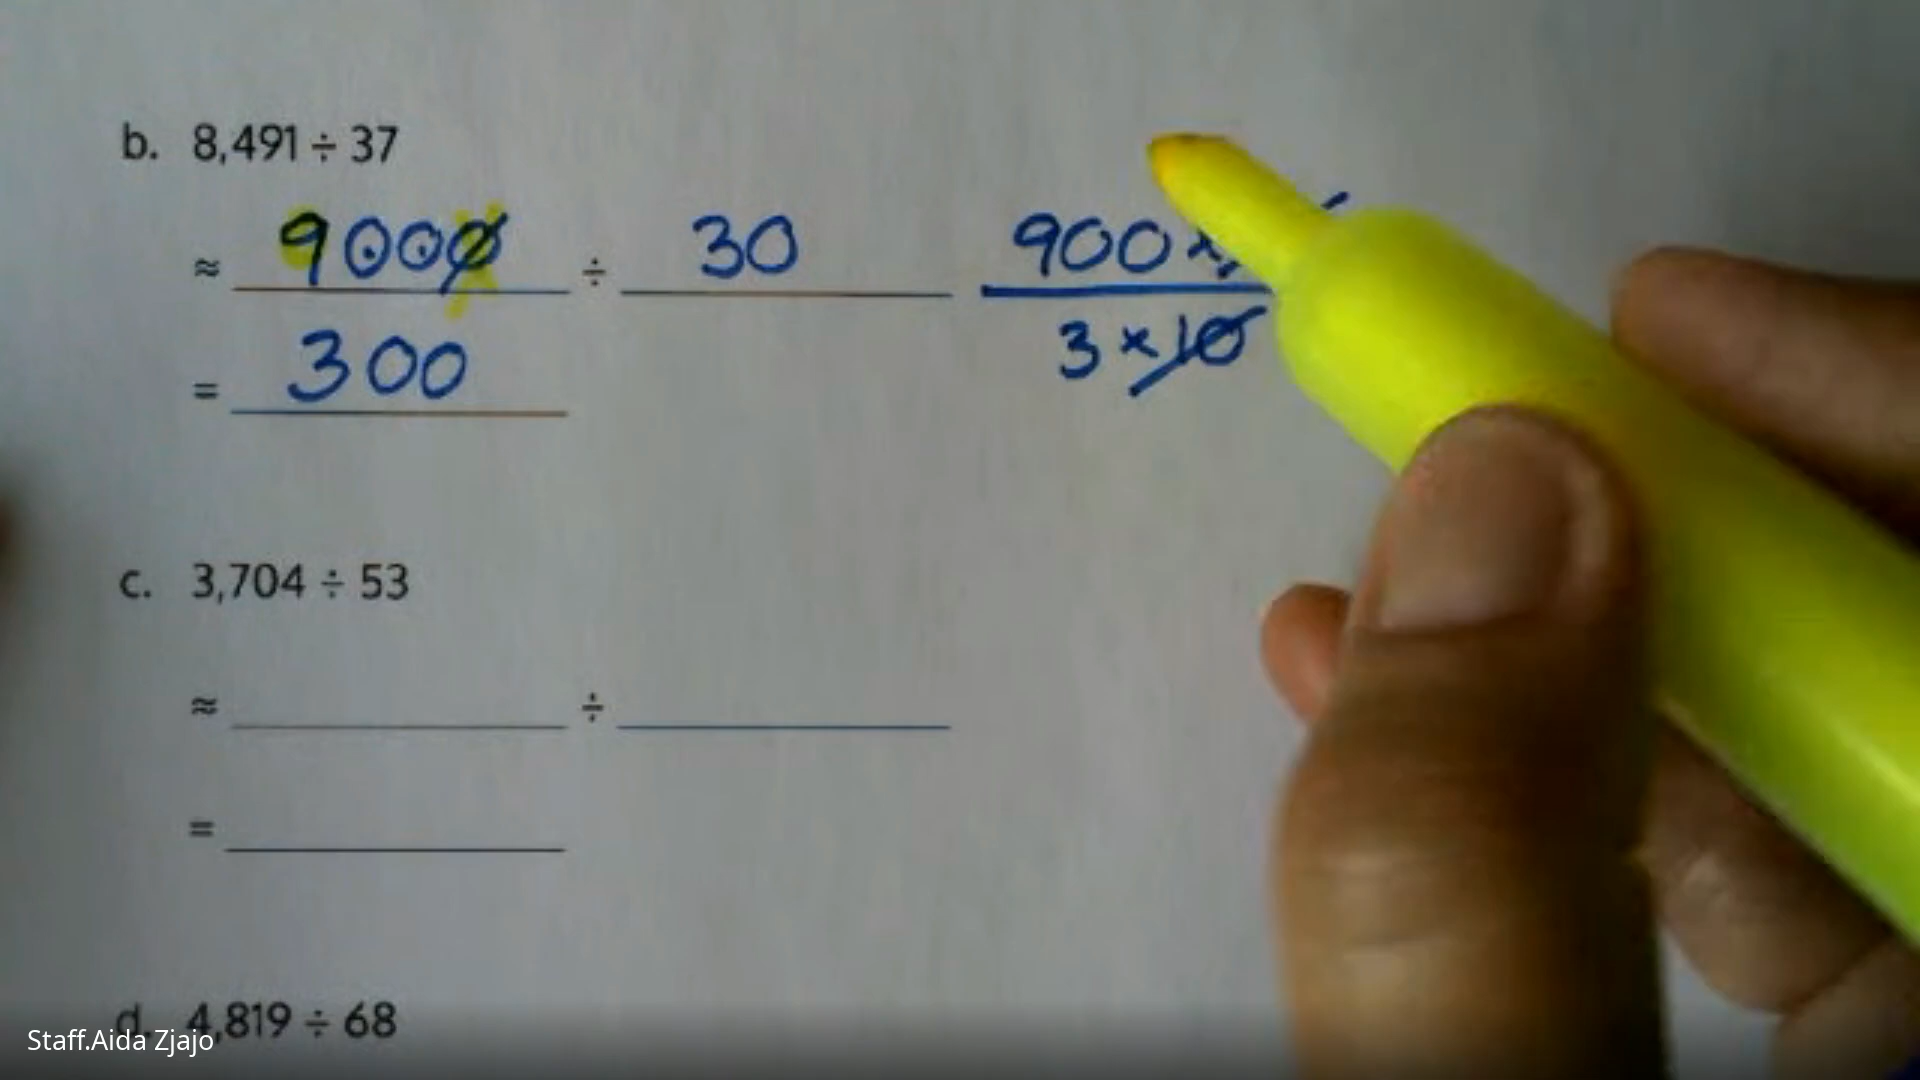 b. 8,491 ÷ 37
≈ 9000 ÷ 30 900 ×
3 × 10
= 300
c. 3,704 ÷ 53
≈ ÷
=
d. 4,819 ÷ 68
Staff.Aida Zjajo